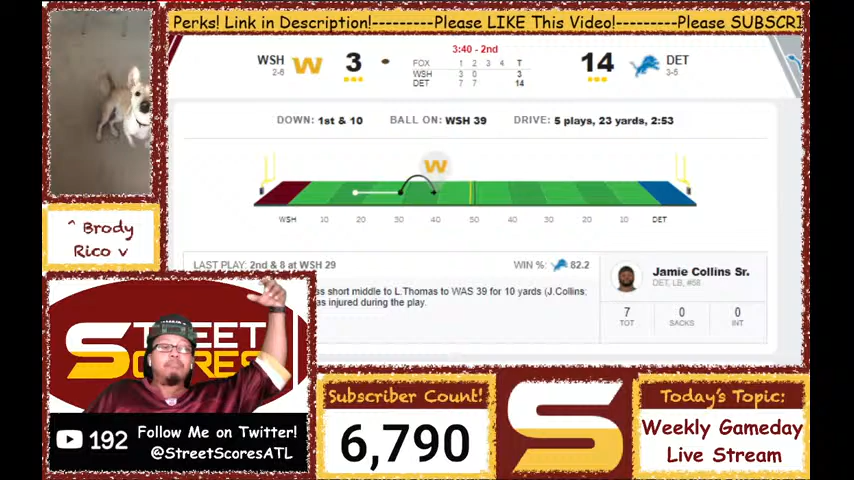 Perks! Link in Description!---------Please LIKE This Video!---------Please SUBSCRI
3:40 - 2nd
WSH
2-6
W
3
FOX 1 2 3 4 T
WSH 3 0 3
DET 7 7 14
14
DET
3-5
DOWN: 1st & 10 BALL ON: WSH 39 DRIVE: 5 plays, 23 yards, 2:53
W
WSH 10 20 30 40 50 40 30 20 10 DET
^ Brody
Rico v
LAST PLAY: 2nd & 8 at WSH 29
WIN %: 82.2
ss short middle to L.Thomas to WAS 39 for 10 yards (J.Collins;
as injured during the play.
Jamie Collins Sr.
DET, LB, #58
7 0 0
TOT SACKS INT
STREET
SCORES
192
Follow Me on Twitter!
@StreetScoresATL
Subscriber Count!
6,790
S
Today's Topic:
Weekly Gameday
Live Stream